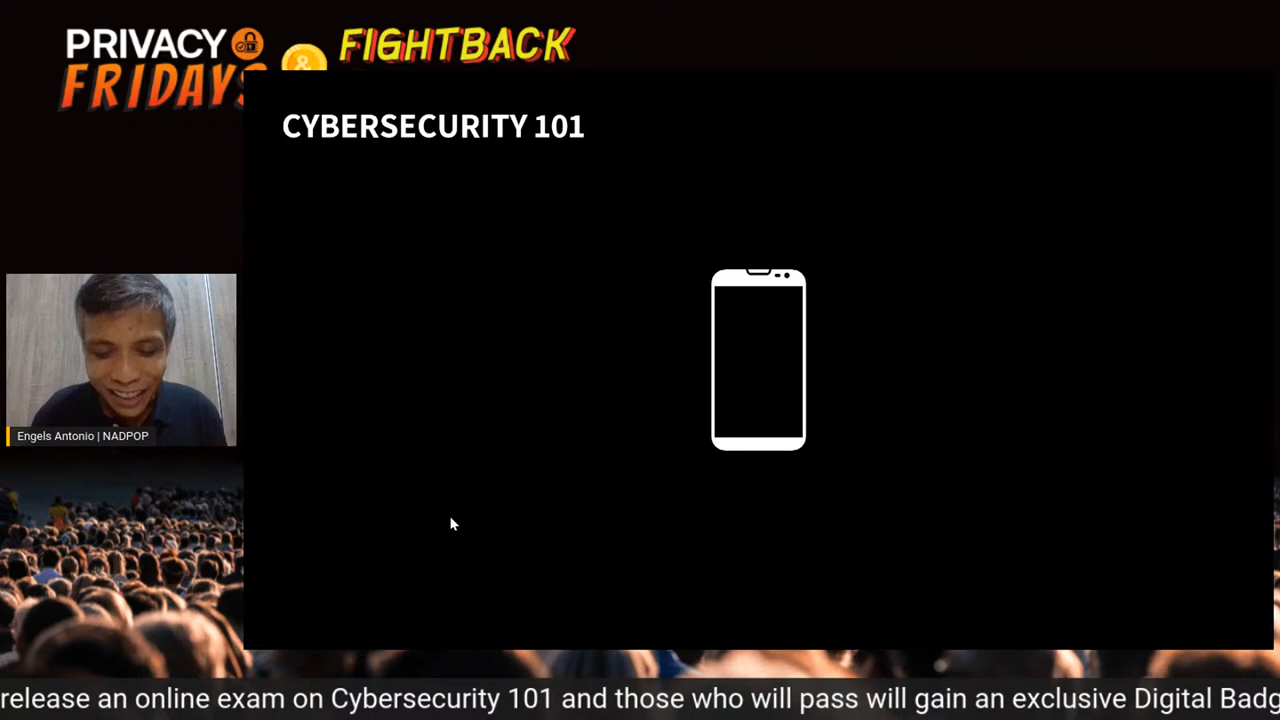 PRIVACY
FRIDAYS
&
FIGHTBACK
CYBERSECURITY 101
Engels Antonio | NADPOP
release an online exam on Cybersecurity 101 and those who will pass will gain an exclusive Digital Badg